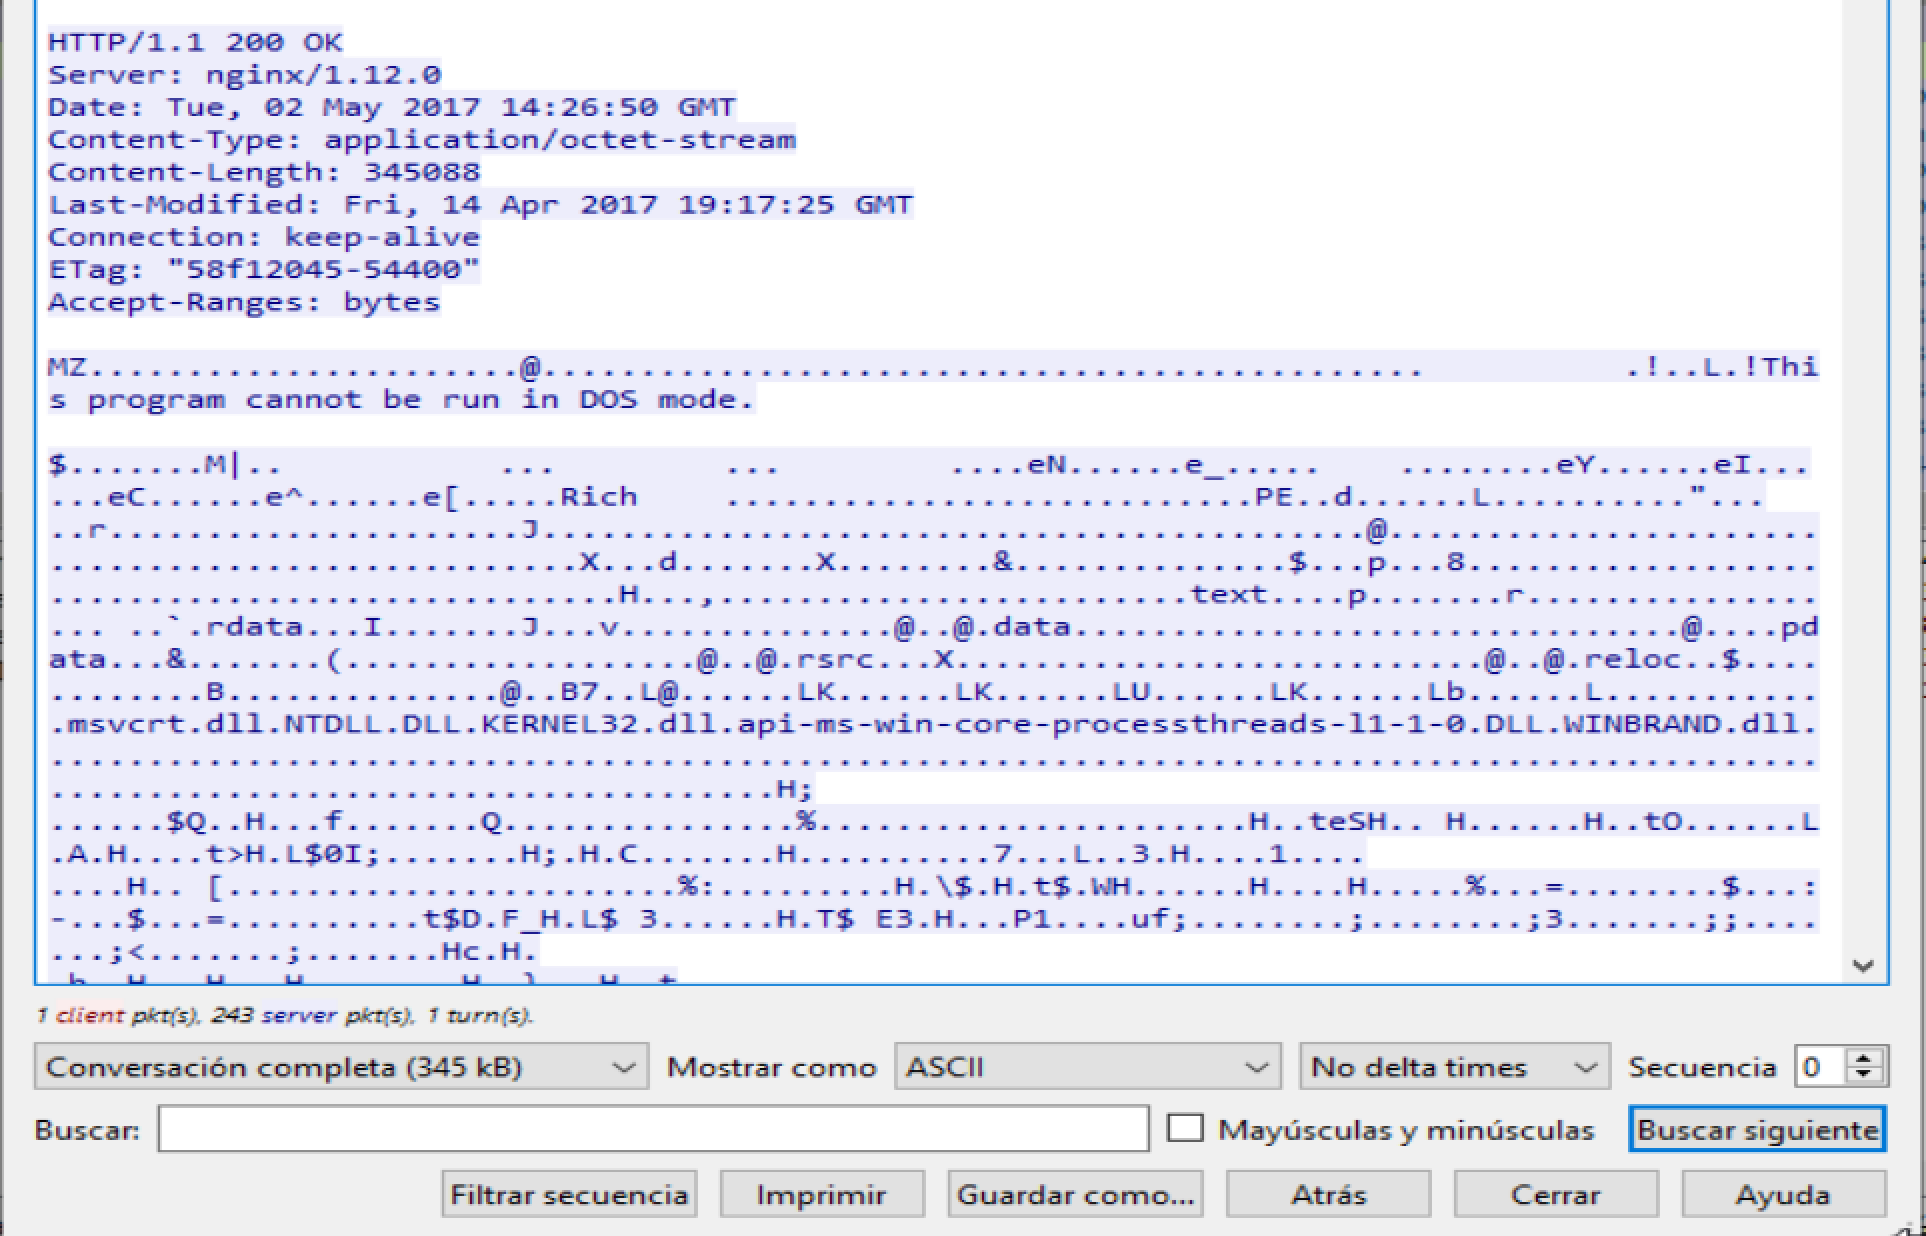 HTTP/1.1 200 OK
Server: nginx/1.12.0
Date: Tue, 02 May 2017 14:26:50 GMT
Content-Type: application/octet-stream
Content-Length: 345088
Last-Modified: Fri, 14 Apr 2017 19:17:25 GMT
Connection: keep-alive
ETag: "58f12045-54400"
Accept-Ranges: bytes
MZ......................@............................................. .!..L.!Thi
s program cannot be run in DOS mode.
$.......M|.. ... ... ....eN......e_..... ........eY......eI...
...eC......e^......e[.....Rich ...........................PE..d......L.........."...
..r.....................J..........................................@......................
...........................X...d.......X........&..............$...p...8..................
.............................H...,........................text....p.......r...............
... ..`.rdata...I.......J...v..............@..@.data...............................@....pd
ata...&.......(..................@..@.rsrc...X...........................@..@.reloc..$....
........B..............@..B7..L@......LK......LK......LU......LK......Lb......L...........
.msvcrt.dll.NTDLL.DLL.KERNEL32.dll.api-ms-win-core-processthreads-l1-1-0.DLL.WINBRAND.dll.
..........................................................................................
.....................................H;
......$Q..H...f.......Q...............%......................H..teSH.. H......H..tO......L
.A.H....t>H.L$0I;.......H;.H.C.......H..........7...L..3.H....1....
....H.. [.......................%:.........H.\$.H.t$.WH......H....H.....%...=........$...:
-...$...=..........t$D.F_H.L$ 3......H.T$ E3.H...P1....uf;........;.......;3.......;;....
...;<.......;.......Hc.H.
1 client pkt(s), 243 server pkt(s), 1 turn(s).
Conversación completa (345 kB) Mostrar como ASCII No delta times Secuencia 0
Buscar: Mayúsculas y minúsculas Buscar siguiente
Filtrar secuencia Imprimir Guardar como... Atrás Cerrar Ayuda